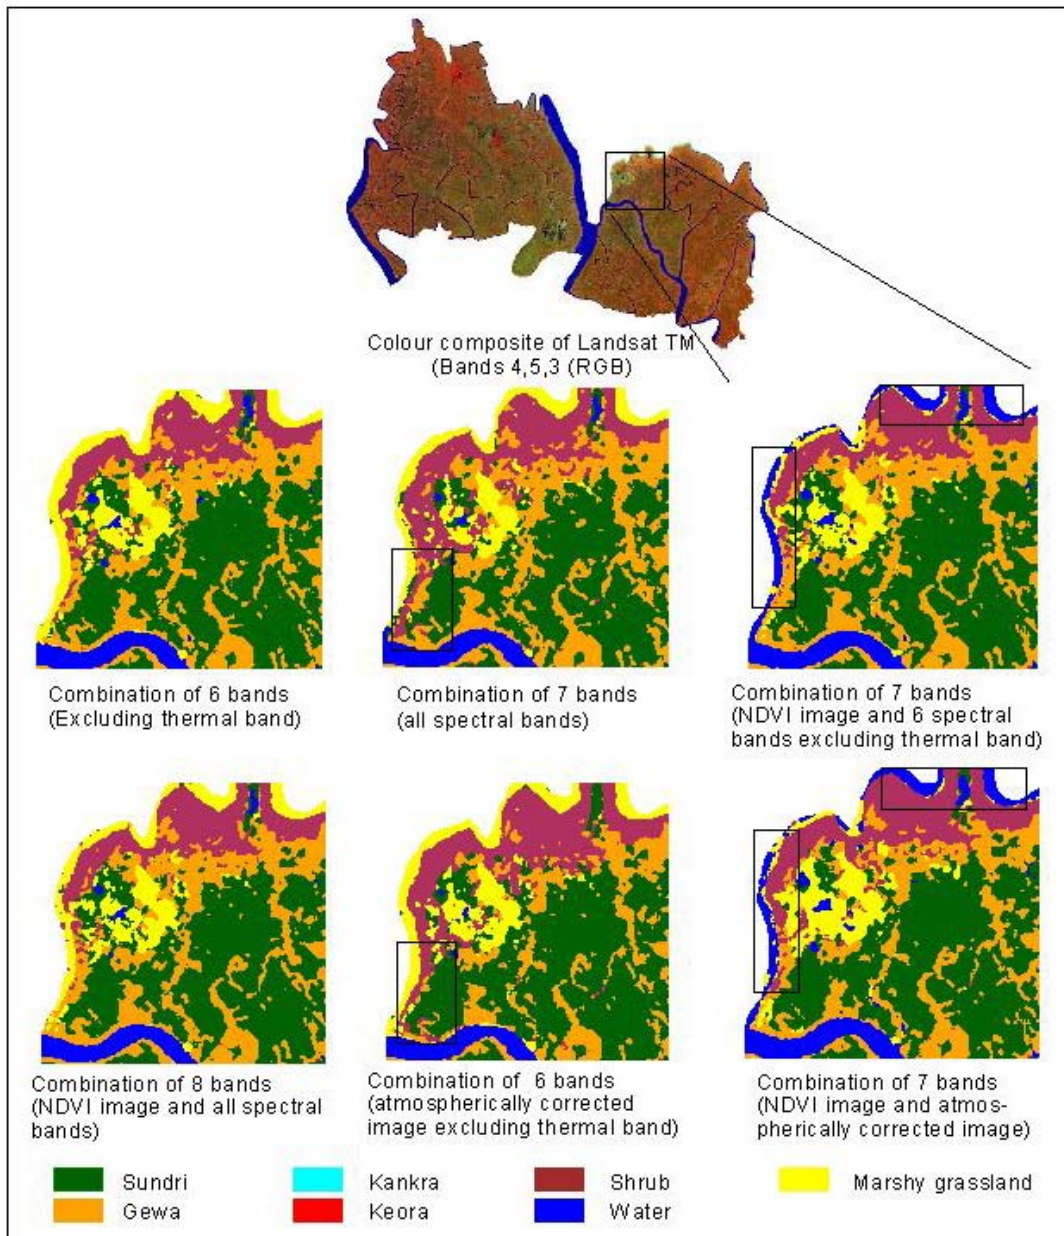 Colour composite of Landsat TM
(Bands 4,5,3 (RGB)
Combination of 6 bands
(Excluding thermal band)
Combination of 7 bands
(all spectral bands)
Combination of 7 bands
(NDVI image and 6 spectral
bands excluding thermal band)
Combination of 8 bands
(NDVI image and all spectral
bands)
Combination of 6 bands
(atmospherically corrected
image excluding thermal band)
Combination of 7 bands
(NDVI image and atmos-
pherically corrected image)
Sundri
Kankra
Shrub
Marshy grassland
Gewa
Keora
Water